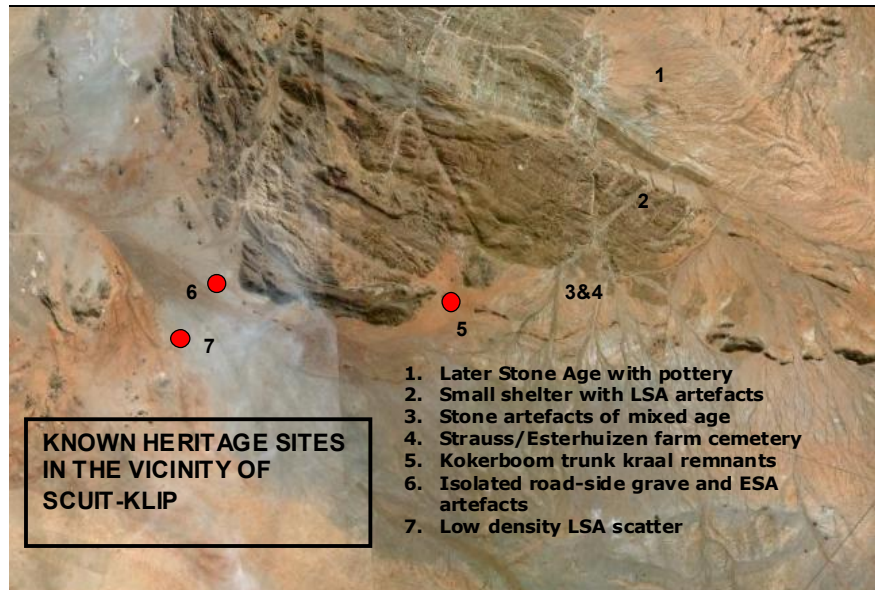 1
2
6
3&4
5
7
1. Later Stone Age with pottery
2. Small shelter with LSA artefacts
3. Stone artefacts of mixed age
4. Strauss/Esterhuizen farm cemetery
5. Kokerboom trunk kraal remnants
6. Isolated road-side grave and ESA
artefacts
7. Low density LSA scatter
KNOWN HERITAGE SITES
IN THE VICINITY OF
SCUIT-KLIP